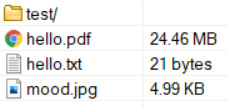 test/
hello.pdf 24.46 MB
hello.txt 21 bytes
mood.jpg 4.99 KB